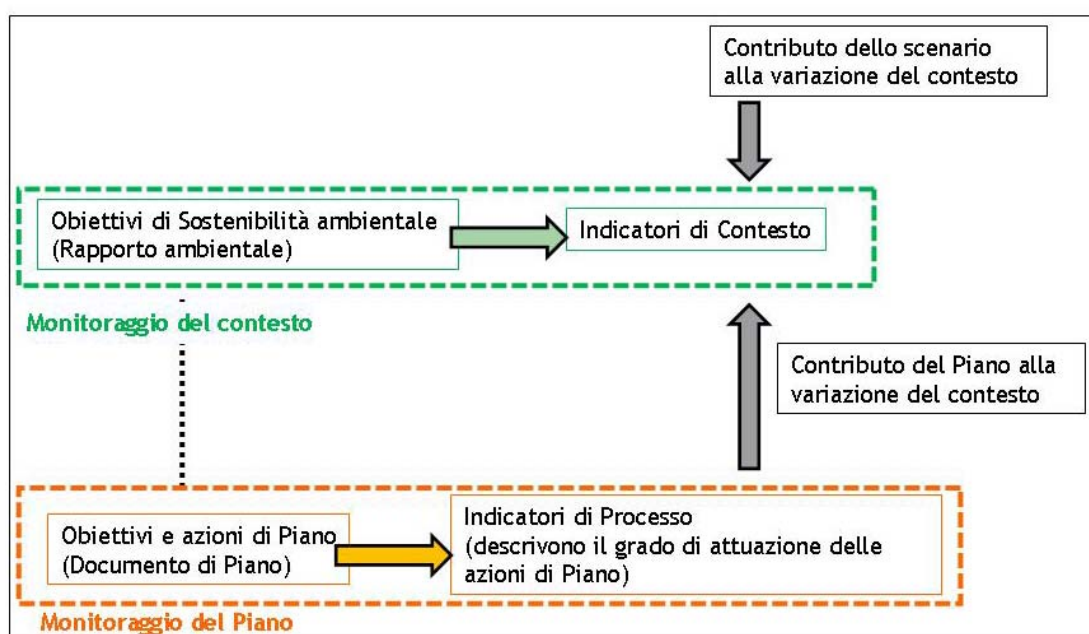 Contributo dello scenario
alla variazione del contesto
Obiettivi di Sostenibilità ambientale
(Rapporto ambientale)
Indicatori di Contesto
Monitoraggio del contesto
Contributo del Piano alla
variazione del contesto
Obiettivi e azioni di Piano
(Documento di Piano)
Indicatori di Processo
(descrivono il grado di attuazione delle
azioni di Piano)
Monitoraggio del Piano